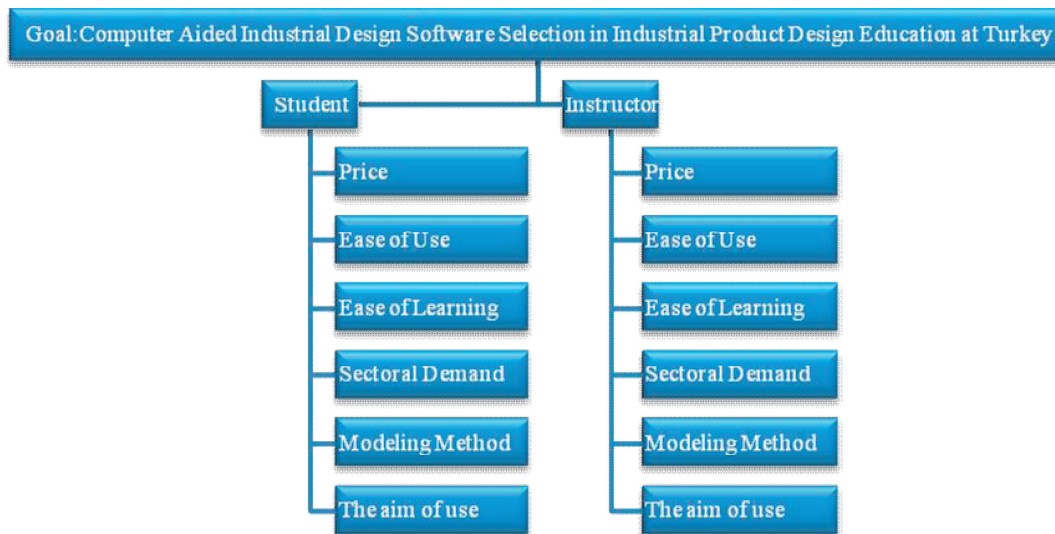 Goal:Computer Aided Industrial Design Software Selection in Industrial Product Design Education at Turkey
Student
Instructor
Price
Ease of Use
Ease of Learning
Sectoral Demand
Modeling Method
The aim of use
Price
Ease of Use
Ease of Learning
Sectoral Demand
Modeling Method
The aim of use